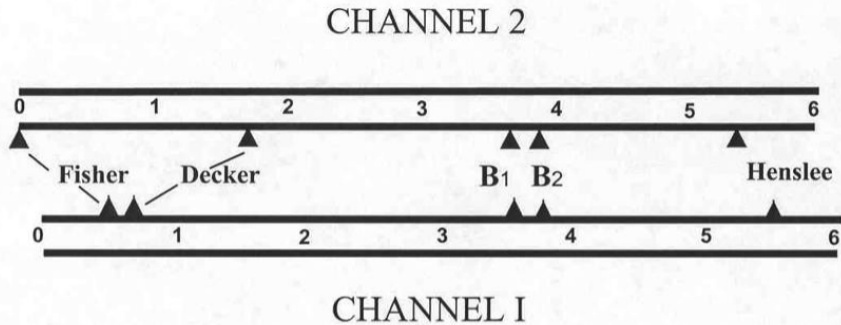 CHANNEL 2
0 1 2 3 4 5 6
Fisher Decker B1 B2 Henslee
0 1 2 3 4 5 6
CHANNEL I